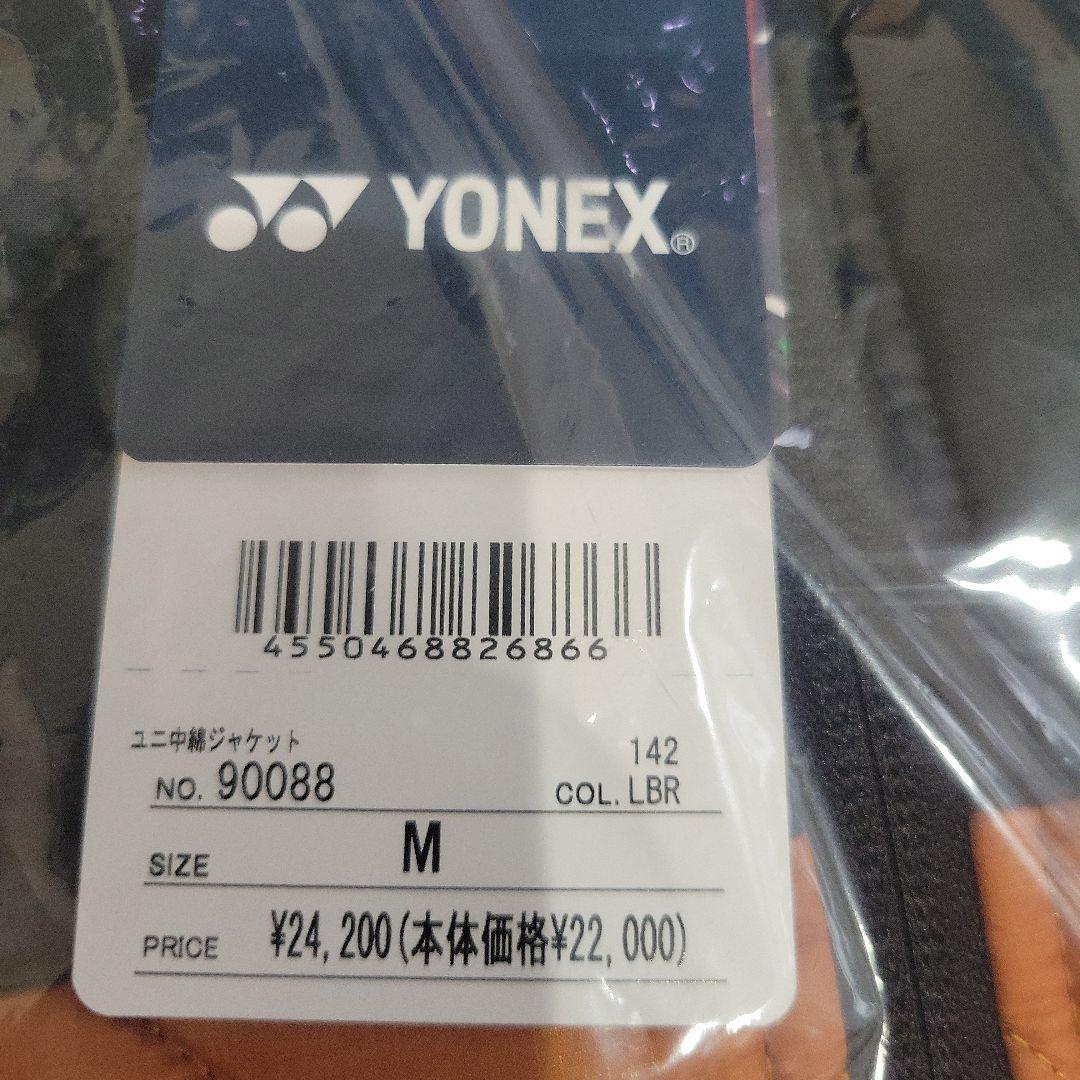 YONEX®
4550468826866
ユニ中綿ジャケット
142
NO. 90088
COL. LBR
SIZE M
PRICE ¥24,200(本体価格¥22,000)